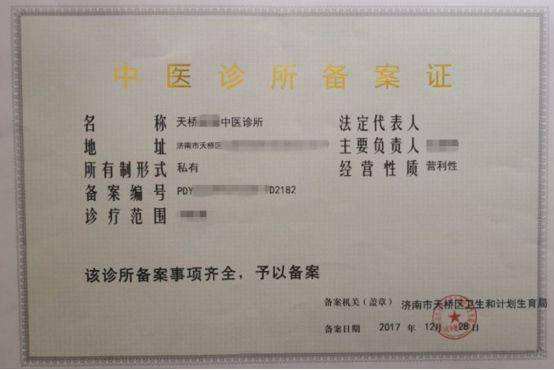 中医诊所备案证
名 称 天桥 中医诊所 法定代表人
地 址 济南市天桥区 主要负责人
所有制形式 私有 经营性质 营利性
备案编号 PDY D2182
诊疗范围
该诊所备案事项齐全，予以备案
备案机关（盖章） 济南市天桥区卫生和计划生育局
备案日期 2017 年 12月 28日